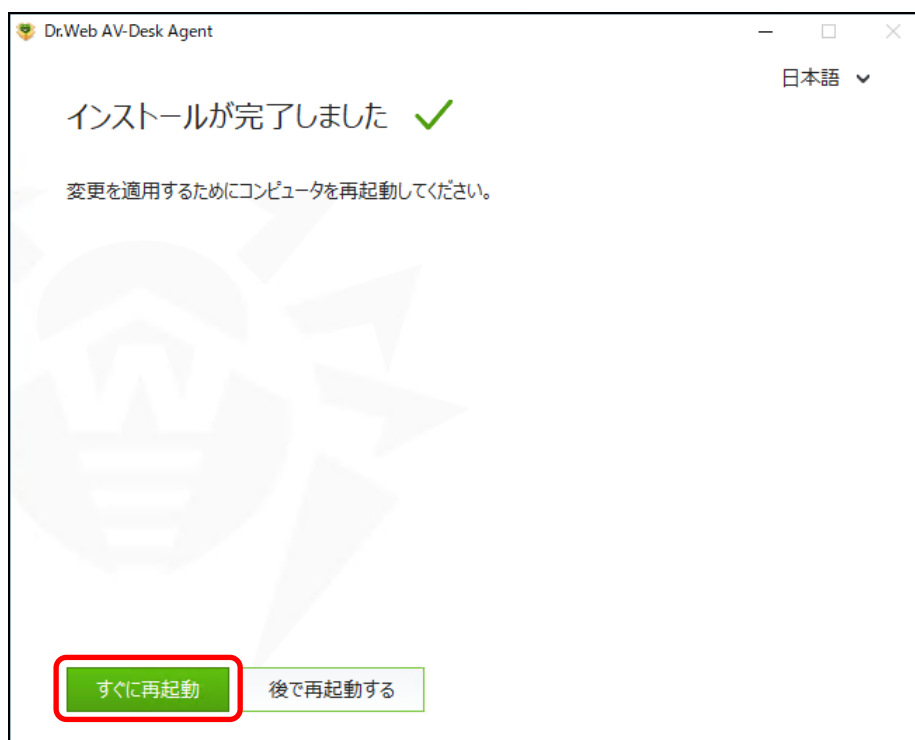 Dr.Web AV-Desk Agent
日本語
インストールが完了しました
変更を適用するためにコンピュータを再起動してください。
すぐに再起動 後で再起動する